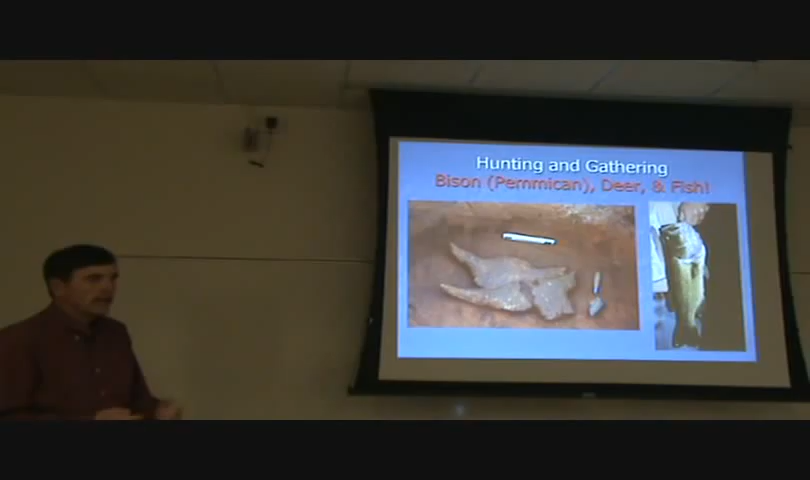 Hunting and Gathering
Bison (Pemmican), Deer, & Fish!